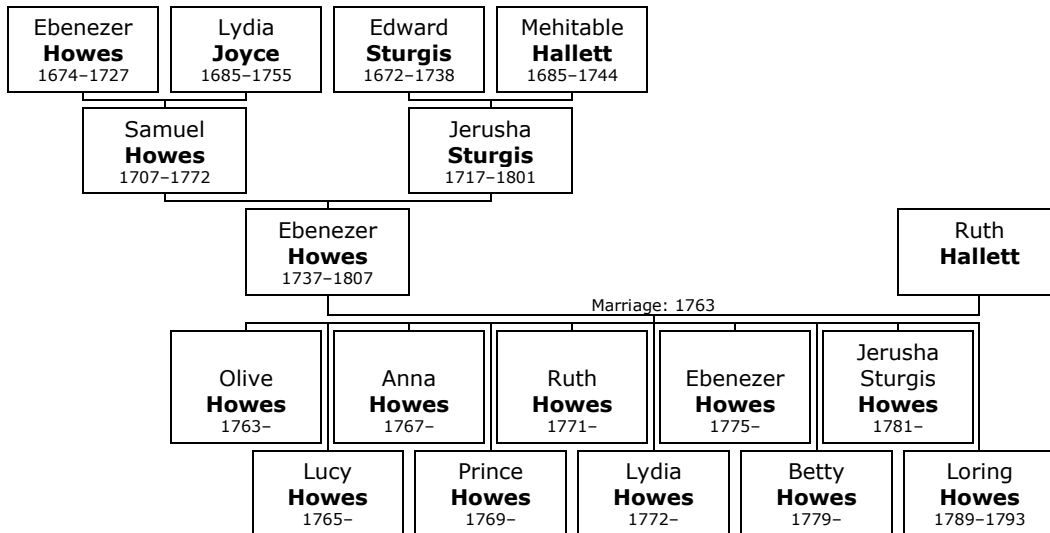 Ebenezer
Howes
1674–1727
Lydia
Joyce
1685–1755
Edward
Sturgis
1672–1738
Mehitable
Hallett
1685–1744
Samuel
Howes
1707–1772
Jerusha
Sturgis
1717–1801
Ebenezer
Howes
1737–1807
Ruth
Hallett
Marriage: 1763
Olive
Howes
1763–
Anna
Howes
1767–
Ruth
Howes
1771–
Ebenezer
Howes
1775–
Jerusha
Sturgis
Howes
1781–
Lucy
Howes
1765–
Prince
Howes
1769–
Lydia
Howes
1772–
Betty
Howes
1779–
Loring
Howes
1789–1793